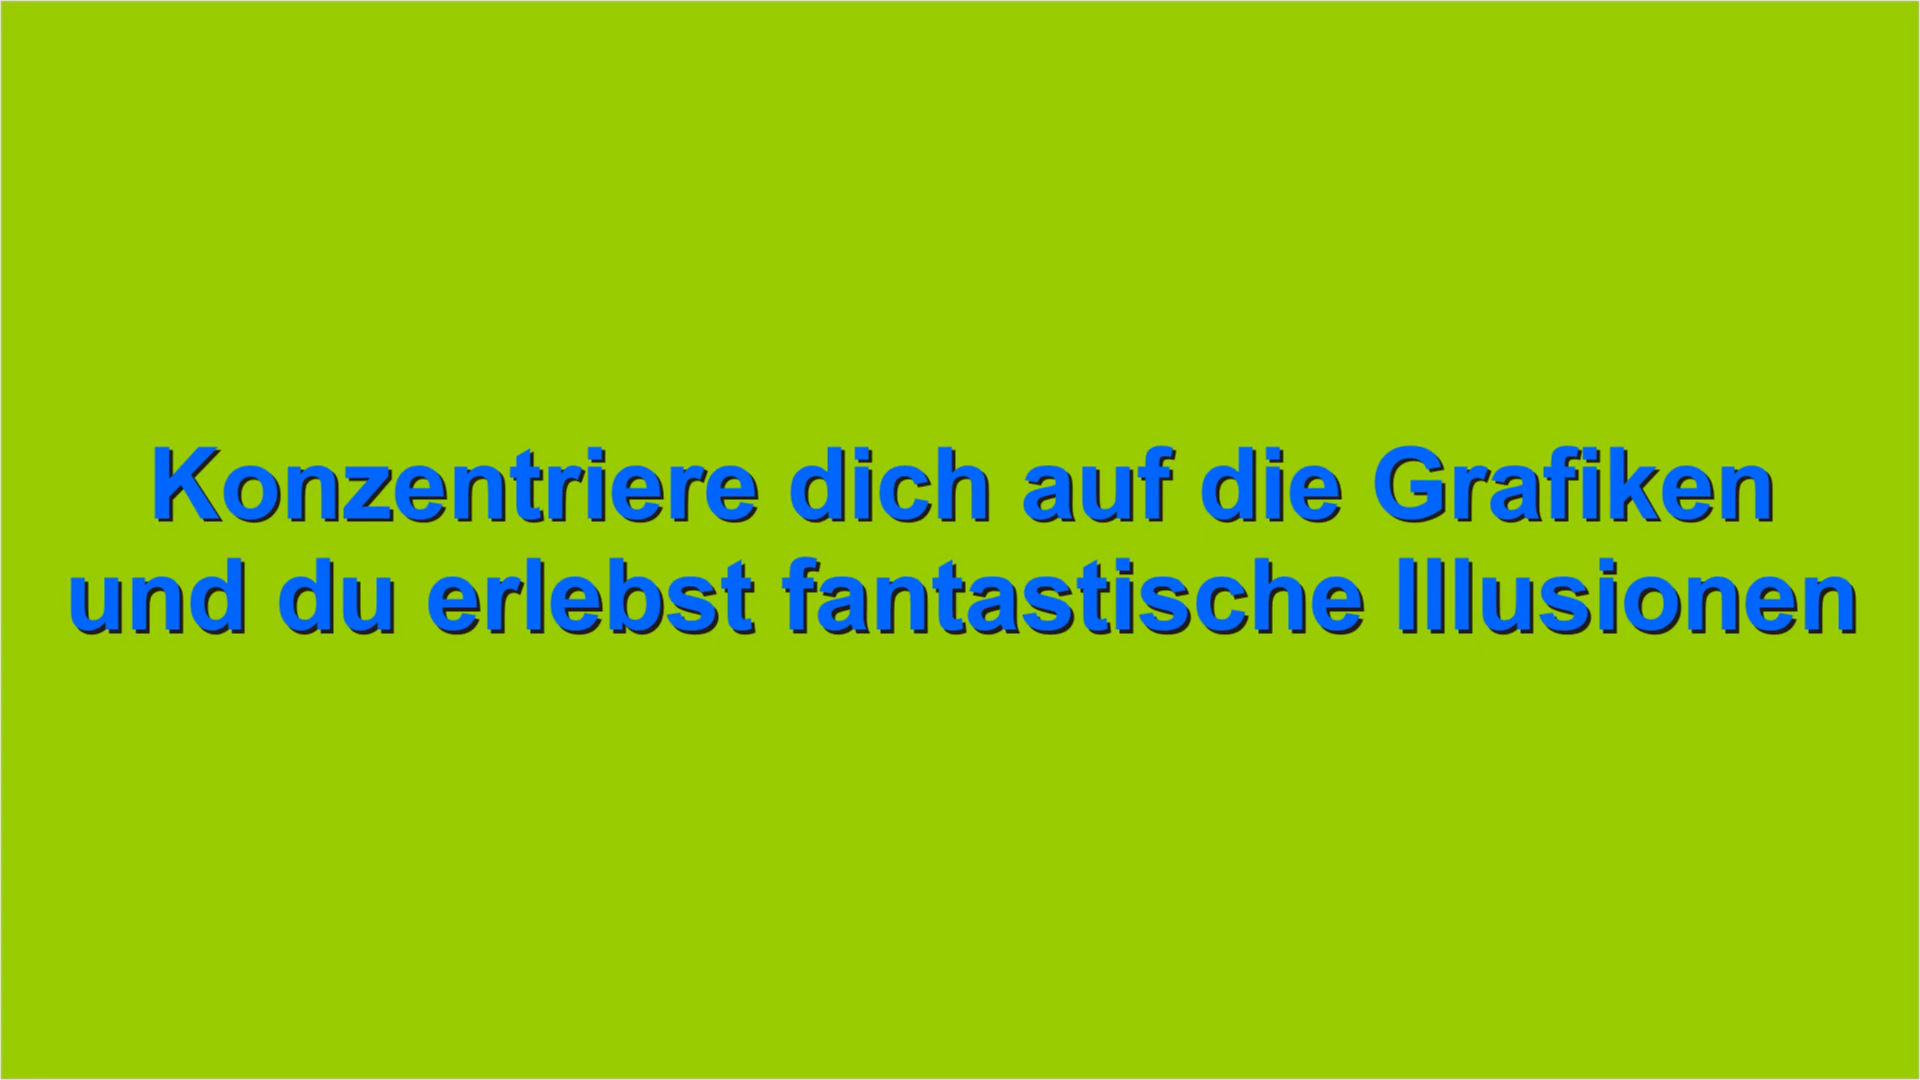 Konzentriere dich auf die Grafiken
und du erlebst fantastische Illusionen